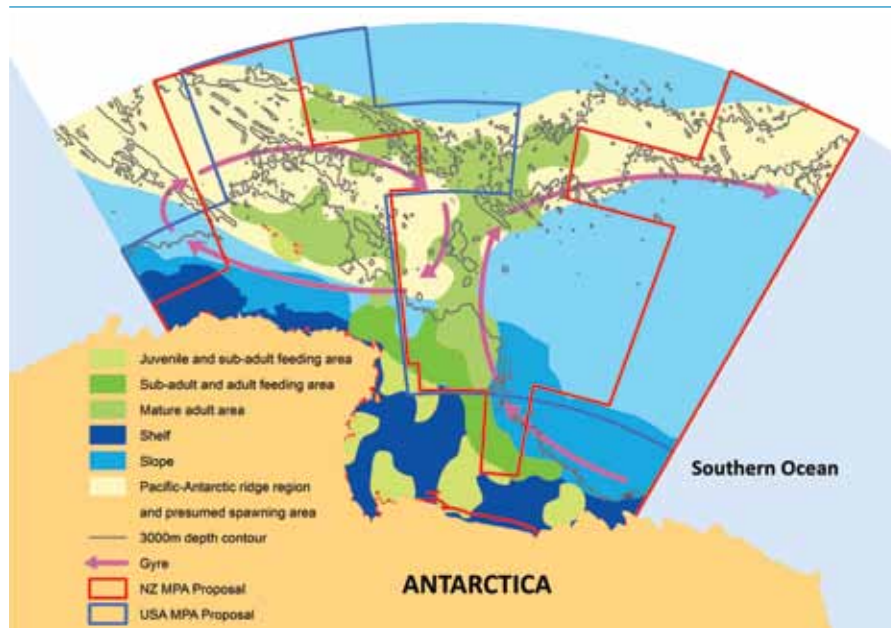 Juvenile and sub-adult feeding area
Sub-adult and adult feeding area
Mature adult area
Shelf
Slope
Pacific-Antarctic ridge region
and presumed spawning area
3000m depth contour
Gyre
NZ MPA Proposal
USA MPA Proposal
Southern Ocean
ANTARCTICA